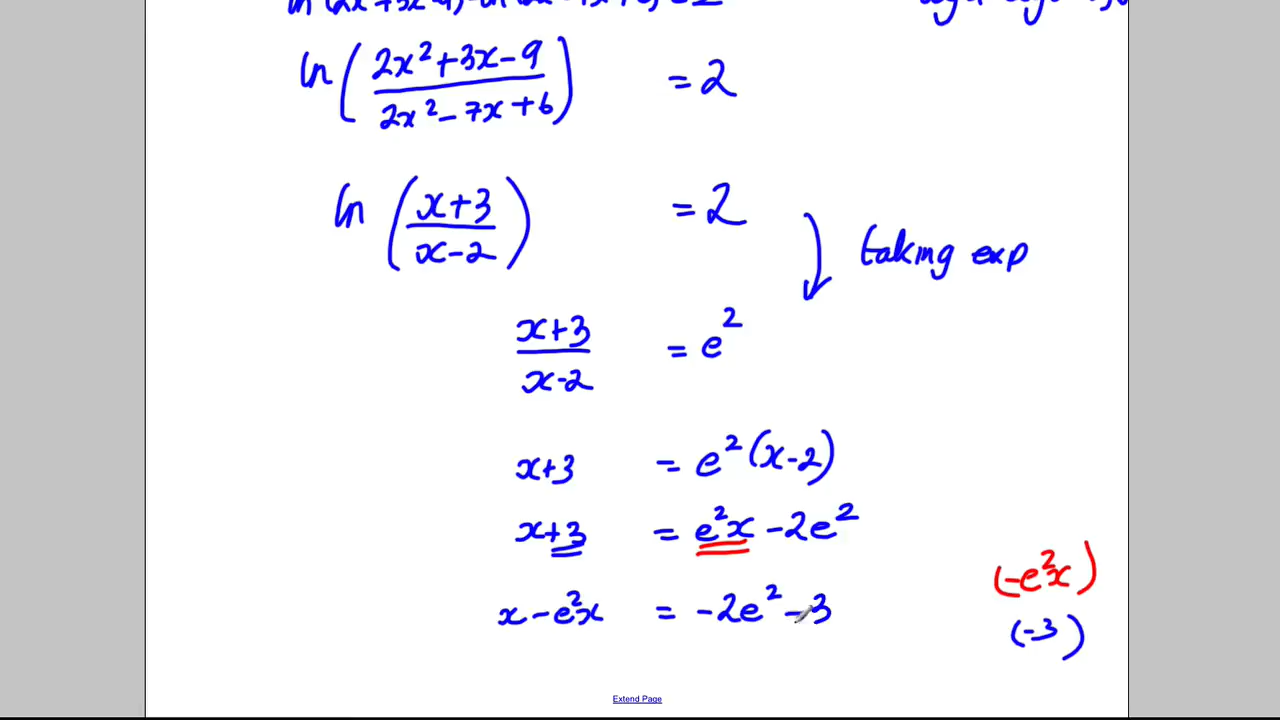 ln (2x²+3x-9 / 2x²-7x+6) = 2
ln (x+3 / x-2) = 2
taking exp
x+3 / x-2 = e²
x+3 = e² (x-2)
x+3 = e²x - 2e²
(-e²x)
x - e²x = -2e² - 3
(-3)
Extend Page